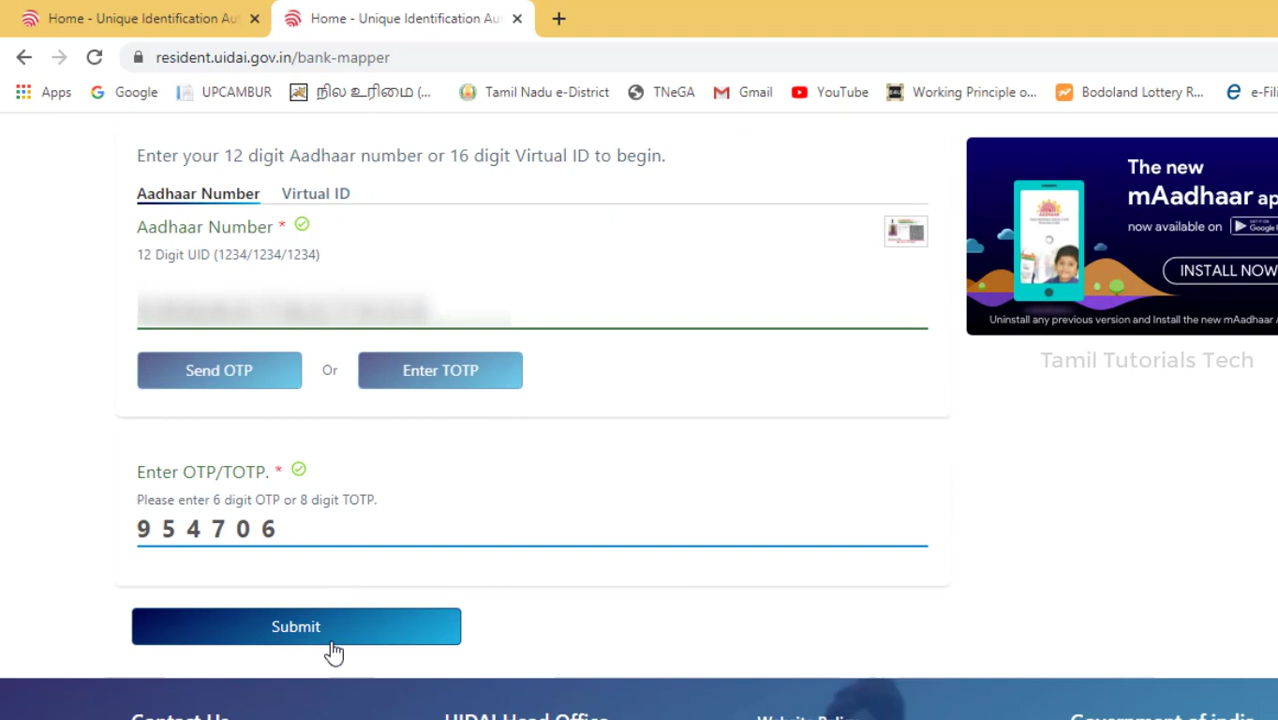 Home - Unique Identification Au
Home - Unique Identification Au
resident.uidai.gov.in/bank-mapper
Apps Google UPCAMBUR நில உரிமை (... Tamil Nadu e-District TNeGA Gmail YouTube Working Principle o... Bodoland Lottery R... e-Fili
Enter your 12 digit Aadhaar number or 16 digit Virtual ID to begin.
Aadhaar Number Virtual ID
Aadhaar Number *
12 Digit UID (1234/1234/1234)
Send OTP Or Enter TOTP
Enter OTP/TOTP. *
Please enter 6 digit OTP or 8 digit TOTP.
9 5 4 7 0 6
Submit
The new
mAadhaar ap
now available on GET IT ON Google
INSTALL NOW
Uninstall any previous version and Install the new mAadhaar
Tamil Tutorials Tech
Contact Us UIDAI Head Office Website Policy Government of india